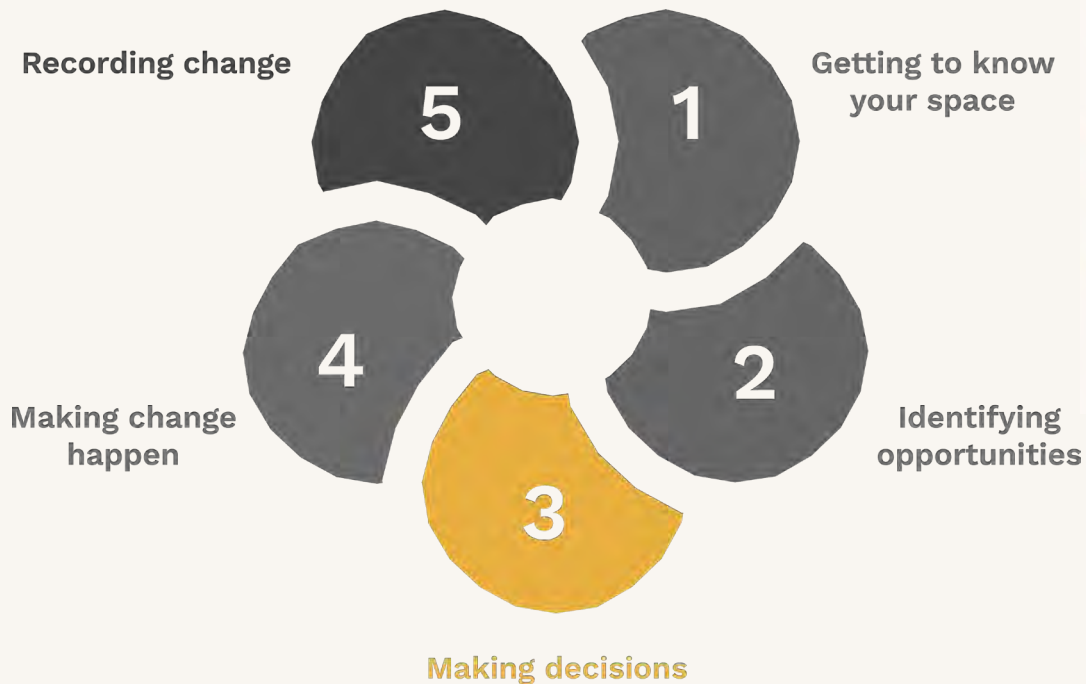 5
Recording change
1
Getting to know
your space
2
Identifying
opportunities
3
Making decisions
4
Making change
happen